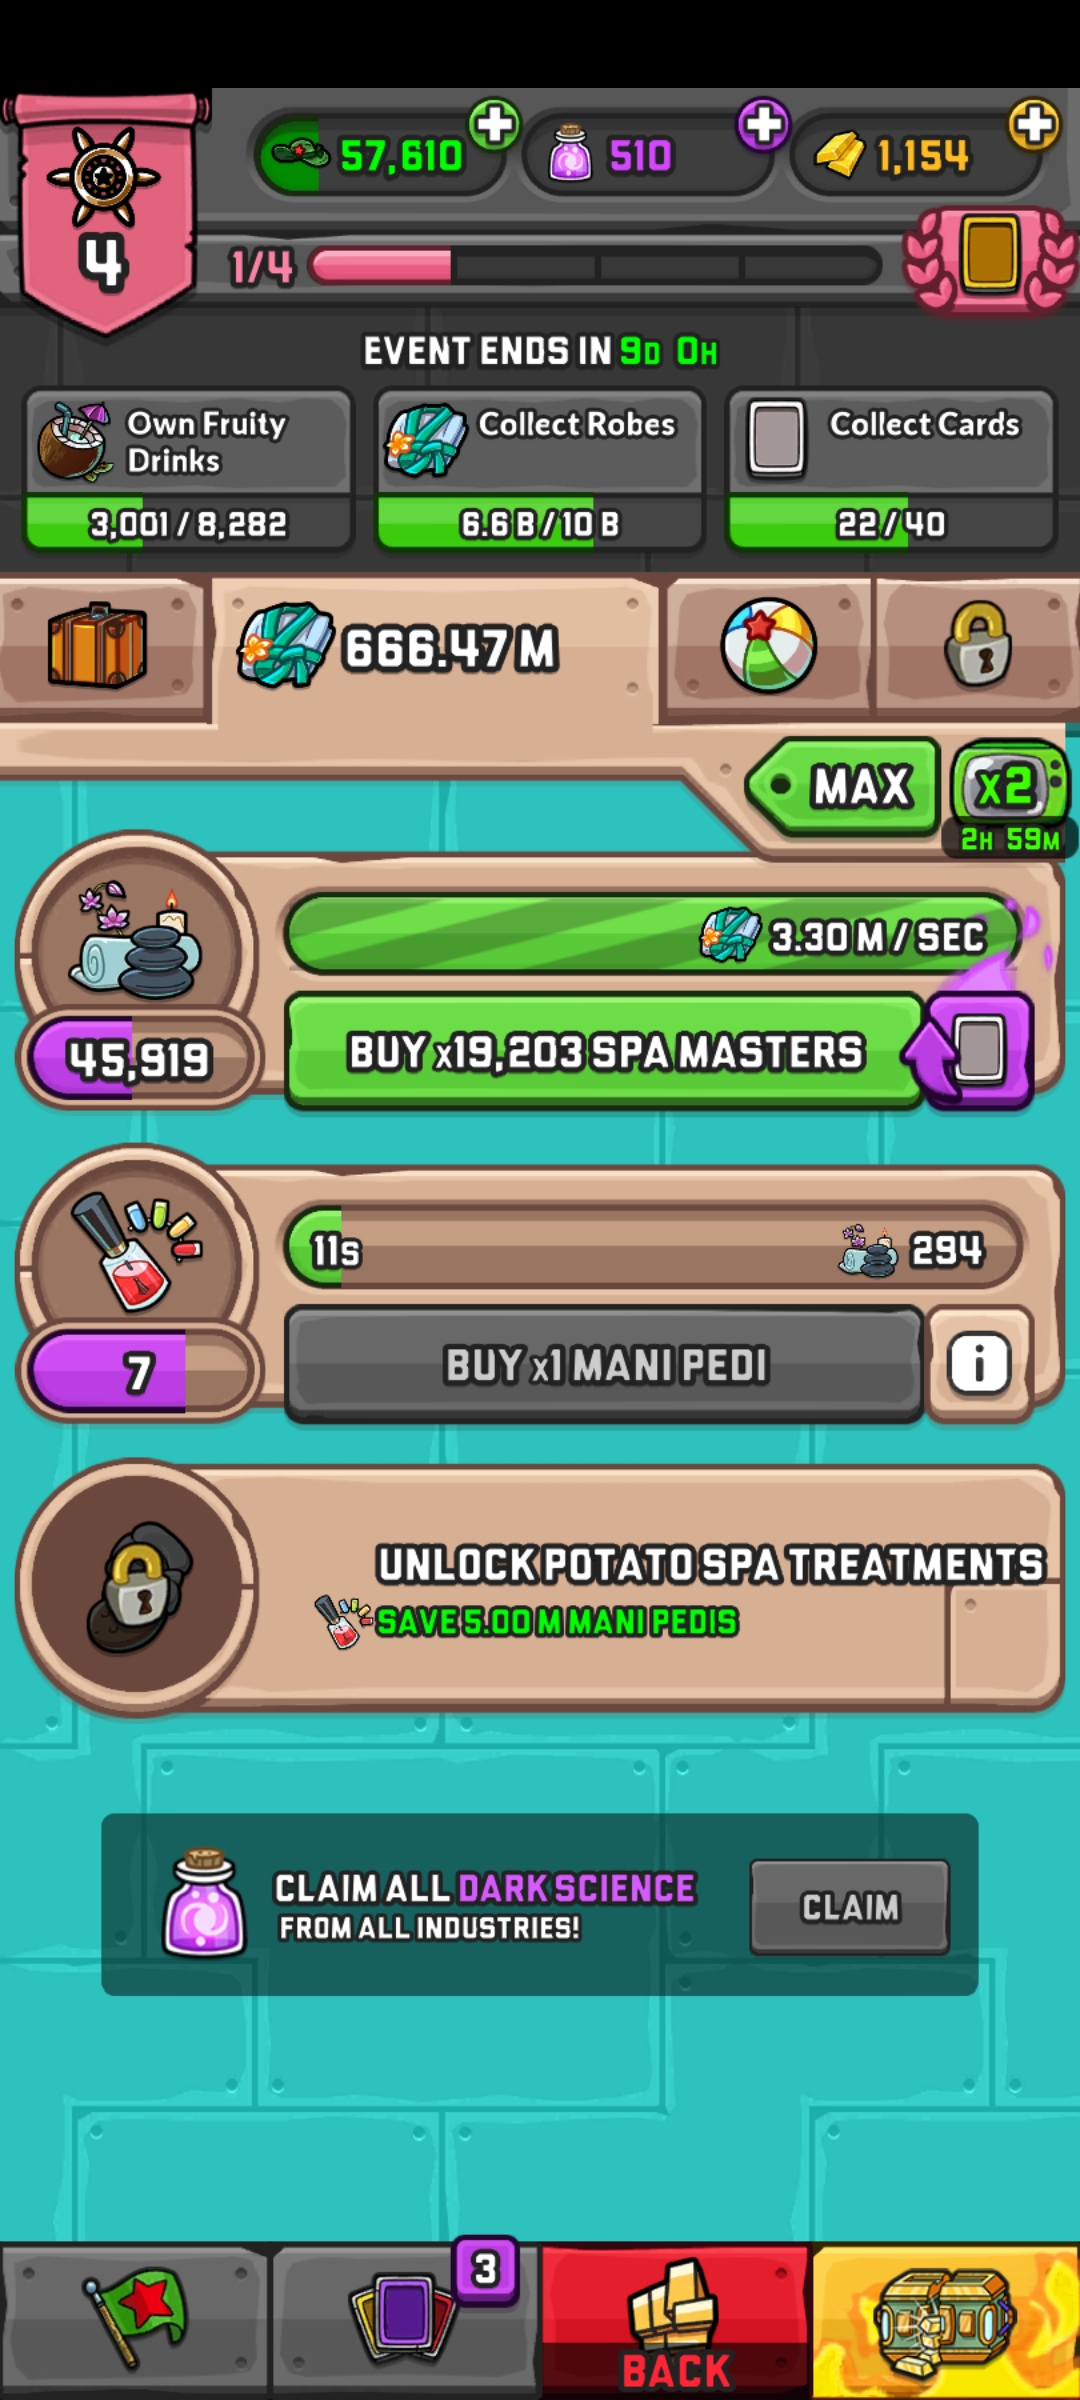 57,610
510
1,154
4
1/4
EVENT ENDS IN 9D 0H
Own Fruity
Drinks
Collect Robes
Collect Cards
3,001 / 8,282
6.6 B / 10 B
22 / 40
666.47 M
MAX
x2
2H 59M
3.30 M / SEC
45,919
BUY x19,203 SPA MASTERS
11s
294
7
BUY x1 MANI PEDI
i
UNLOCK POTATO SPA TREATMENTS
SAVE 5.00 M MANI PEDIS
CLAIM ALL DARK SCIENCE
FROM ALL INDUSTRIES!
CLAIM
3
BACK